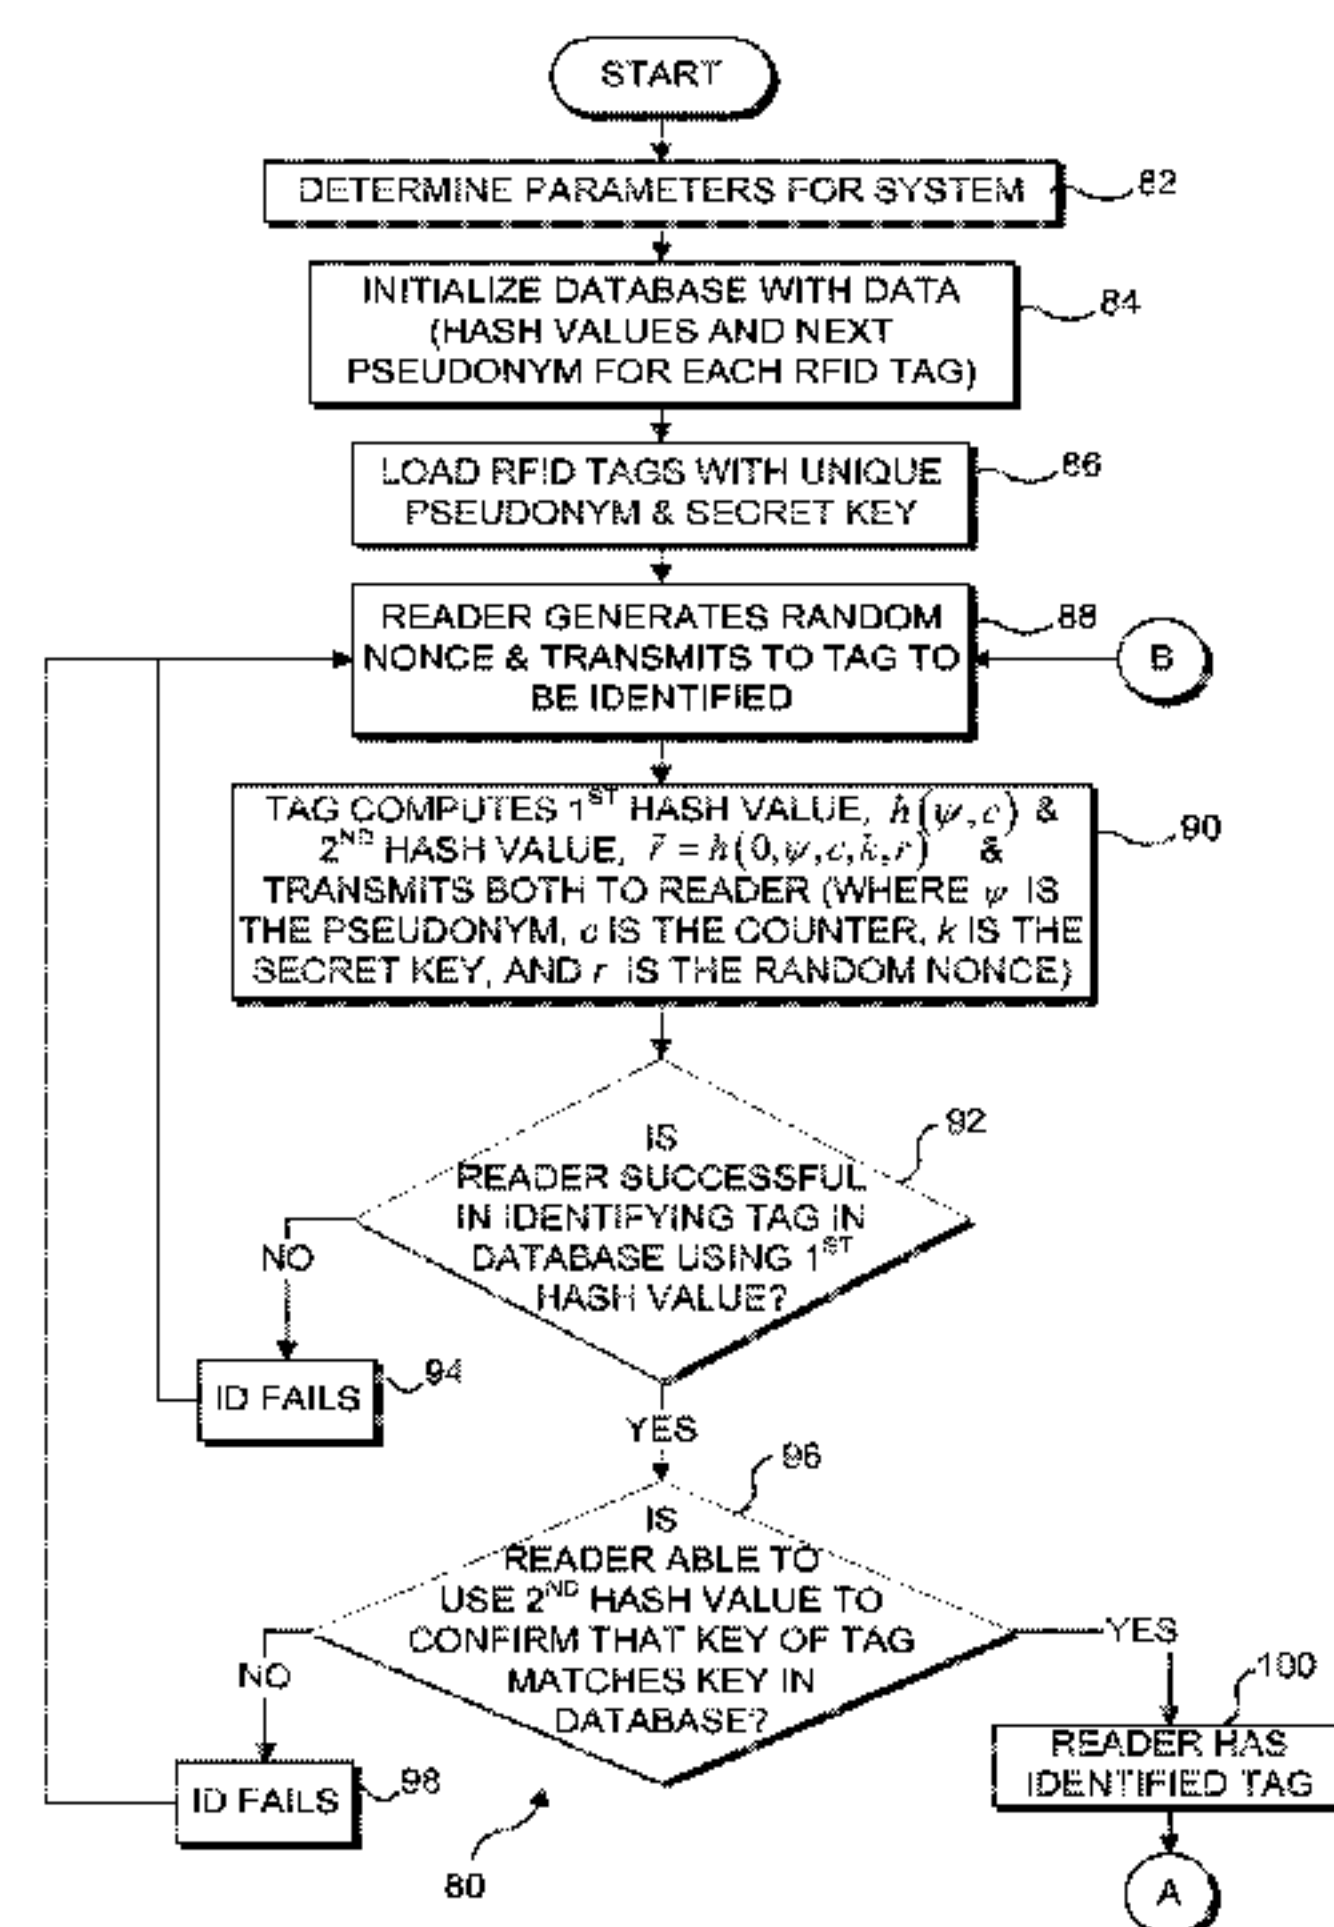 START
DETERMINE PARAMETERS FOR SYSTEM
82
INITIALIZE DATABASE WITH DATA
(HASH VALUES AND NEXT
PSEUDONYM FOR EACH RFID TAG)
84
LOAD RFID TAGS WITH UNIQUE
PSEUDONYM & SECRET KEY
86
READER GENERATES RANDOM
NONCE & TRANSMITS TO TAG TO
BE IDENTIFIED
88
B
TAG COMPUTES 1ST HASH VALUE, h(ψ,c) &
2ND HASH VALUE, r̃ = h(0,ψ,c,k,r) &
TRANSMITS BOTH TO READER (WHERE ψ IS
THE PSEUDONYM, c IS THE COUNTER, k IS THE
SECRET KEY, AND r IS THE RANDOM NONCE)
90
IS
READER SUCCESSFUL
IN IDENTIFYING TAG IN
DATABASE USING 1ST
HASH VALUE?
92
NO
ID FAILS
94
YES
IS
READER ABLE TO
USE 2ND HASH VALUE TO
CONFIRM THAT KEY OF TAG
MATCHES KEY IN
DATABASE?
96
NO
ID FAILS
98
YES
100
READER HAS
IDENTIFIED TAG
80
A